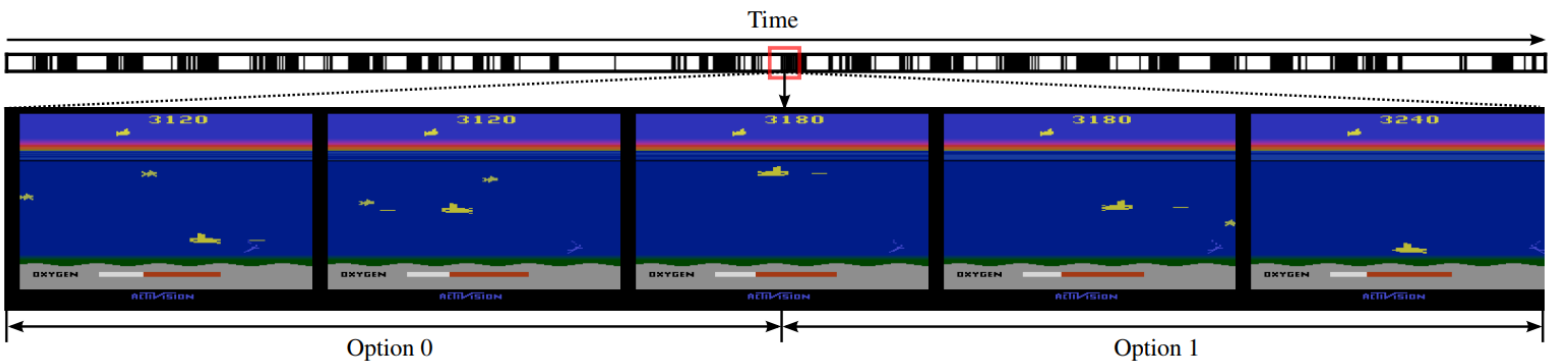 Time
3120 3120 3180 3180 3240
OXYGEN OXYGEN OXYGEN OXYGEN OXYGEN
ACTIVISION ACTIVISION ACTIVISION ACTIVISION ACTIVISION
Option 0 Option 1